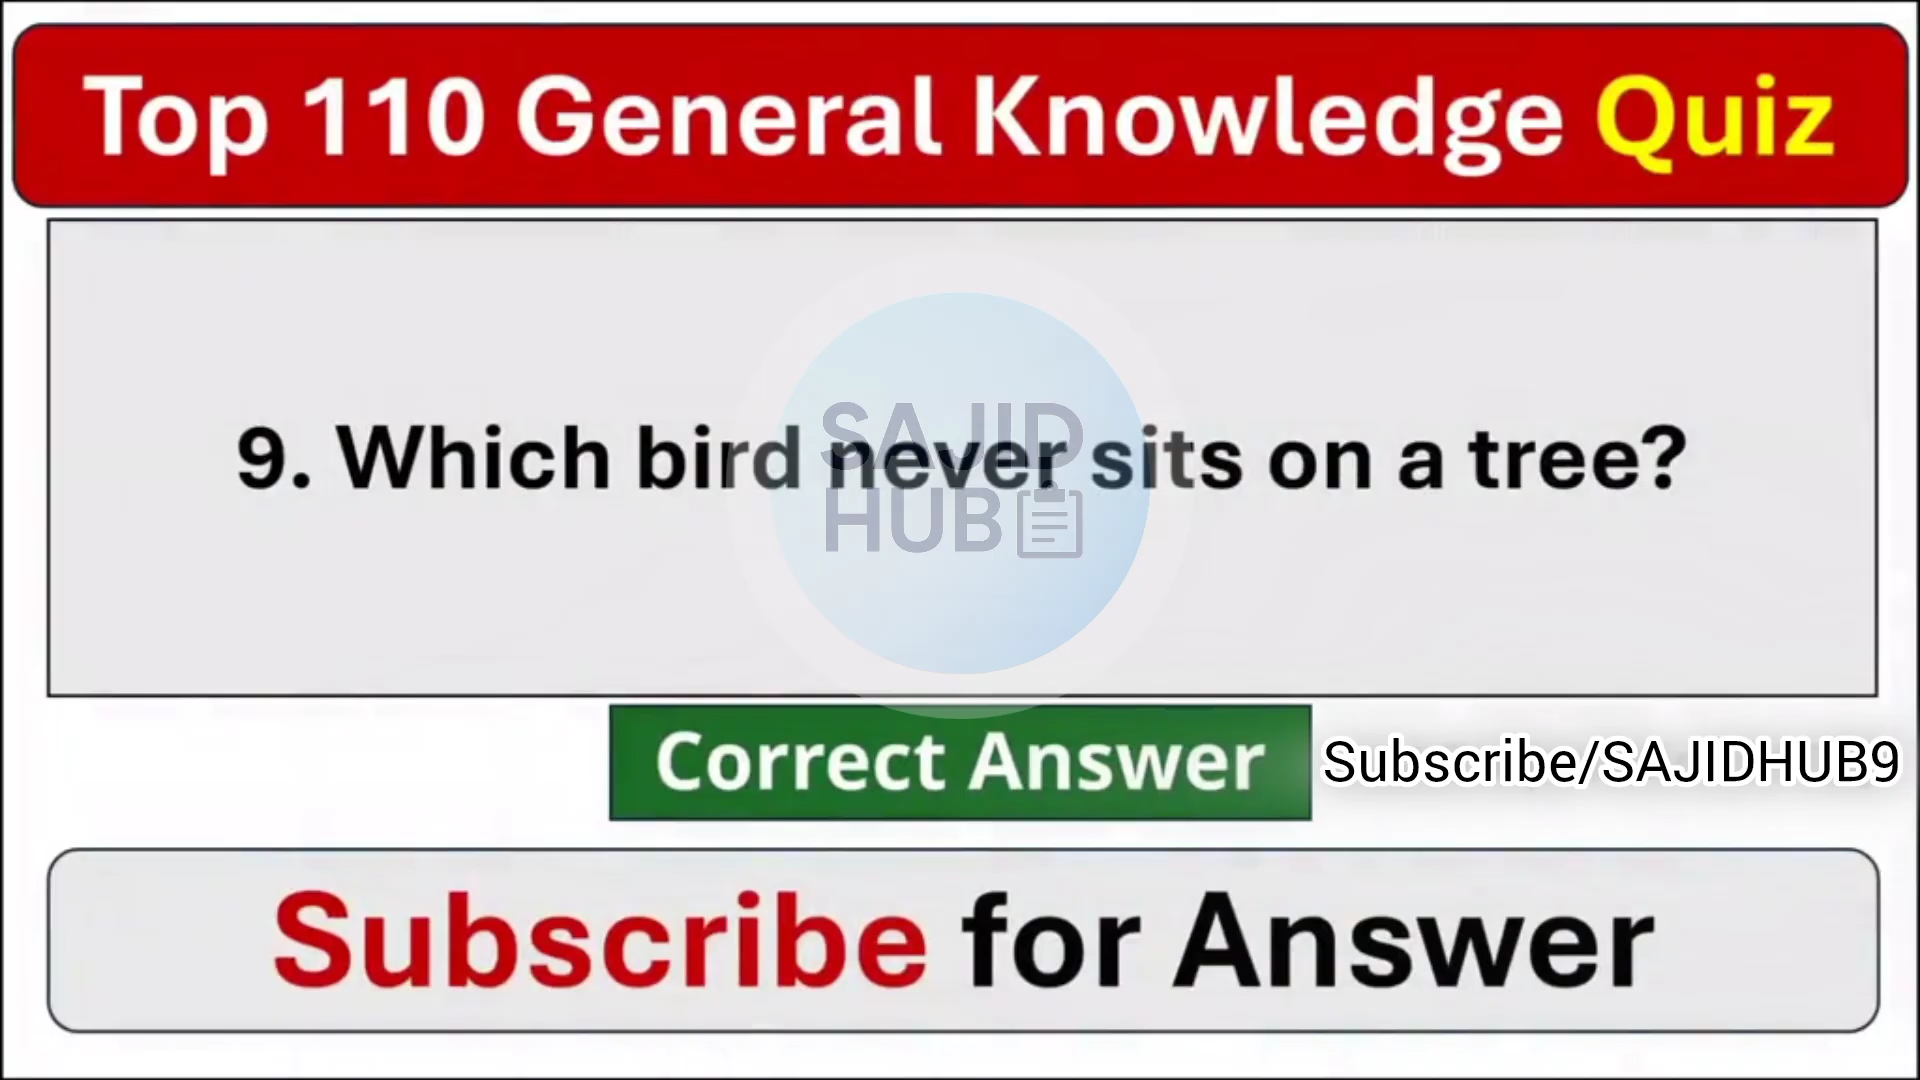 Top 110 General Knowledge Quiz
SAJID
HUB
9. Which bird never sits on a tree?
Correct Answer
Subscribe/SAJIDHUB9
Subscribe for Answer